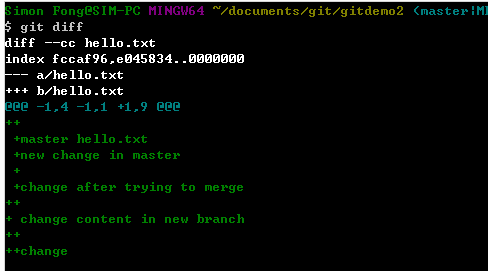 Simon Fong@SIM-PC MINGW64 ~/documents/git/gitdemo2 (master|
$ git diff
diff --cc hello.txt
index fccaf96,e045834..0000000
--- a/hello.txt
+++ b/hello.txt
@@@ -1,4 -1,1 +1,9 @@@
++
 +master hello.txt
 +new change in master
 +
 +change after trying to merge
++
+ change content in new branch
++
++change